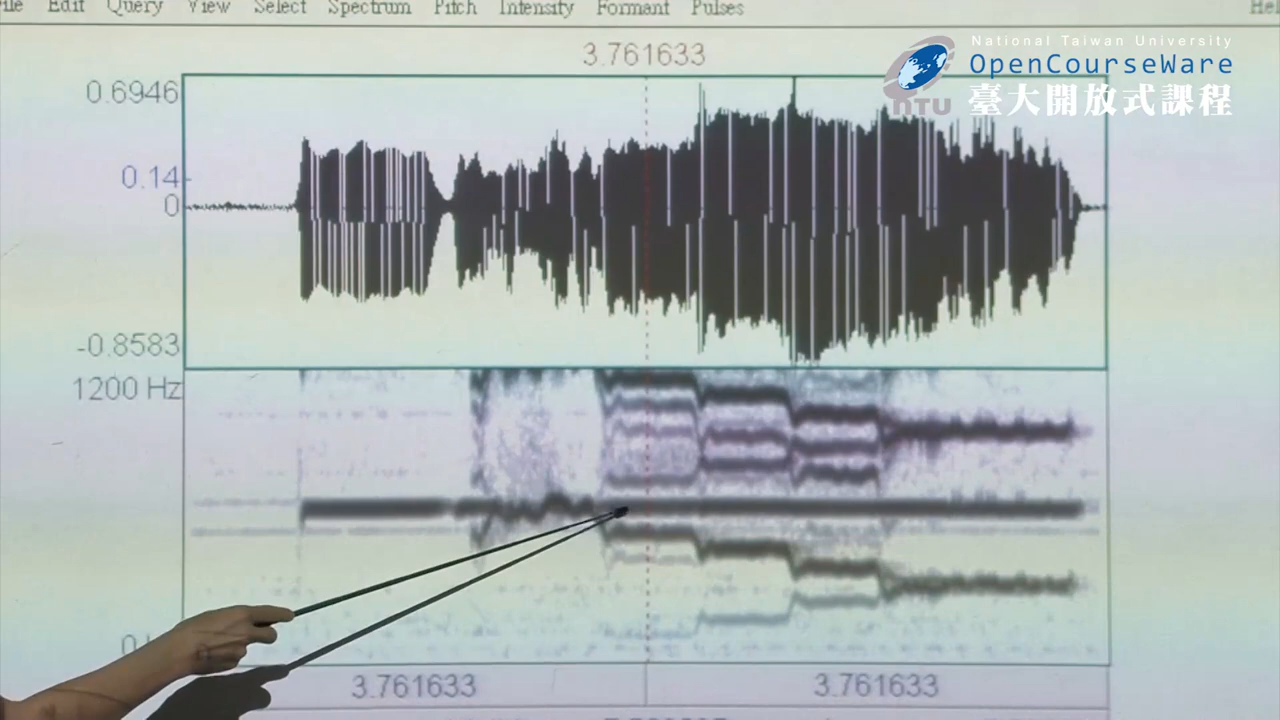 Edit Query View Select Spectrum Pitch Intensity Formant Pulses
3.761633
National Taiwan University
OpenCourseWare
NTU
臺大開放式課程
0.6946
0.14
0
-0.8583
1200 Hz
3.761633 3.761633